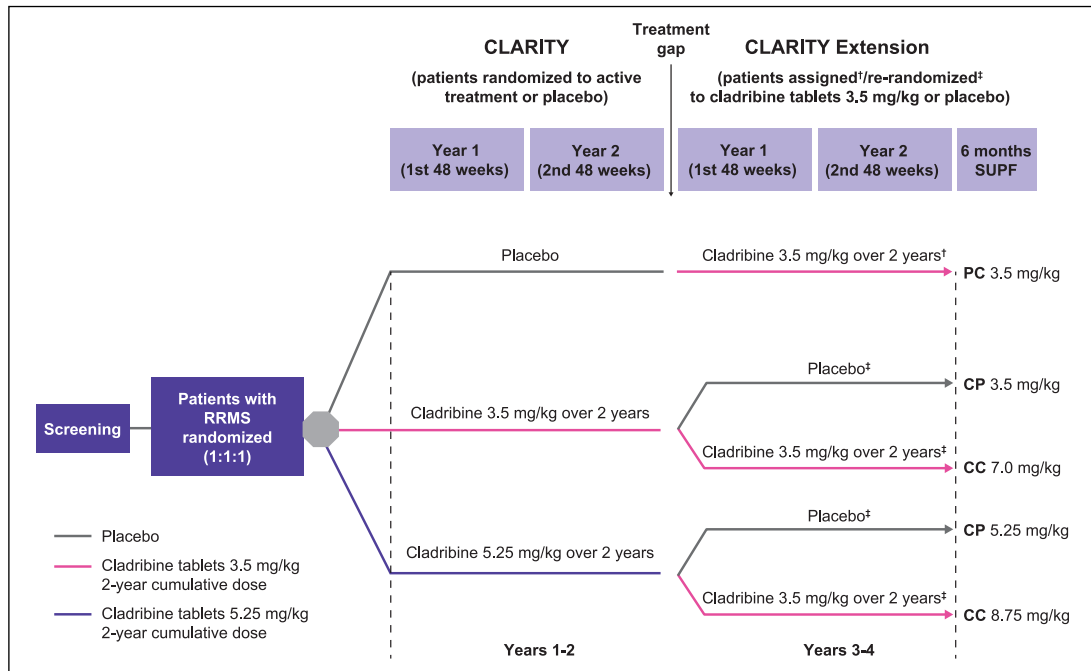 CLARITY
(patients randomized to active
treatment or placebo)
Treatment
gap
CLARITY Extension
(patients assigned†/re-randomized‡
to cladribine tablets 3.5 mg/kg or placebo)
Year 1
(1st 48 weeks)
Year 2
(2nd 48 weeks)
Year 1
(1st 48 weeks)
Year 2
(2nd 48 weeks)
6 months
SUPF
Placebo
Cladribine 3.5 mg/kg over 2 years†
PC 3.5 mg/kg
Screening
Patients with
RRMS
randomized
(1:1:1)
Cladribine 3.5 mg/kg over 2 years
Placebo‡
CP 3.5 mg/kg
Cladribine 3.5 mg/kg over 2 years‡
CC 7.0 mg/kg
Cladribine 5.25 mg/kg over 2 years
Placebo‡
CP 5.25 mg/kg
Cladribine 3.5 mg/kg over 2 years‡
CC 8.75 mg/kg
Placebo
Cladribine tablets 3.5 mg/kg
2-year cumulative dose
Cladribine tablets 5.25 mg/kg
2-year cumulative dose
Years 1-2
Years 3-4